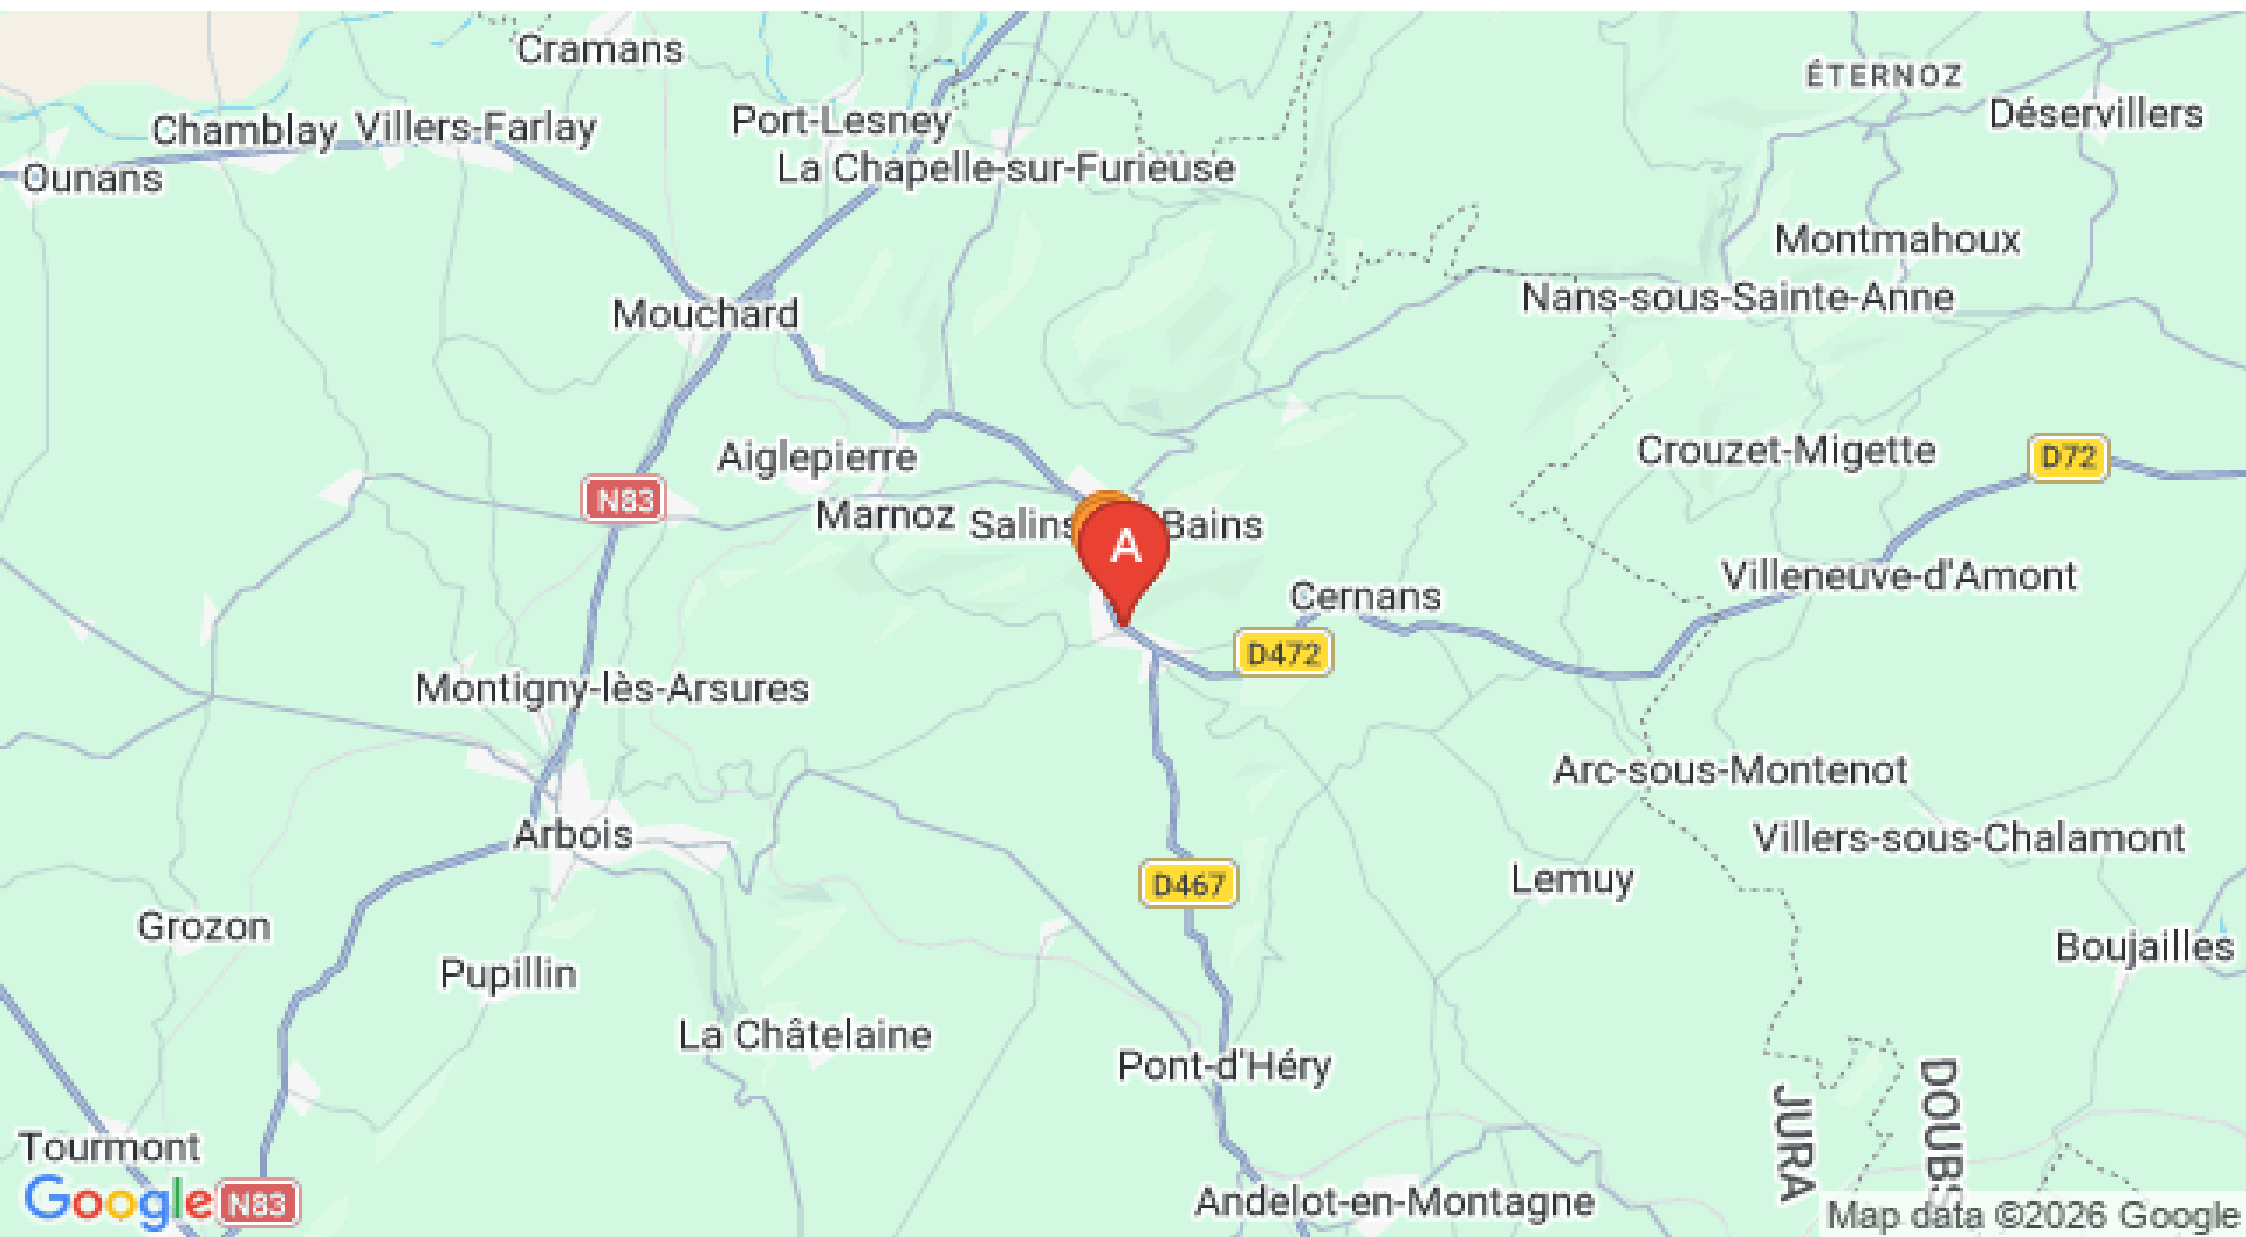 Cramans
ÉTERNOZ
Déservillers
Port-Lesney
Chamblay
Villers-Farlay
La Chapelle-sur-Furieuse
Ounans
Montmahoux
Nans-sous-Sainte-Anne
Mouchard
Crouzet-Migette
D72
Aiglepierre
N83
Marnoz
Salins
Bains
A
Villeneuve-d'Amont
Cernans
D472
Montigny-lès-Arsures
Arc-sous-Montenot
Arbois
Villers-sous-Chalamont
D467
Lemuy
Grozon
Boujailles
Pupillin
La Châtelaine
Pont-d'Héry
JURA
DOUBS
Tourmont
Google
N83
Andelot-en-Montagne
Map data ©2026 Google